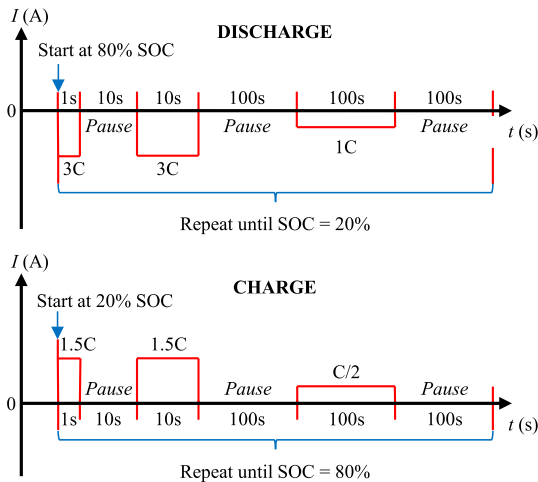 I (A)
DISCHARGE
Start at 80% SOC
1s 10s 10s 100s 100s 100s
0
Pause Pause Pause
t (s)
3C 3C 1C
Repeat until SOC = 20%
I (A)
CHARGE
Start at 20% SOC
1.5C 1.5C
C/2
Pause Pause Pause
0
1s 10s 10s 100s 100s 100s
t (s)
Repeat until SOC = 80%